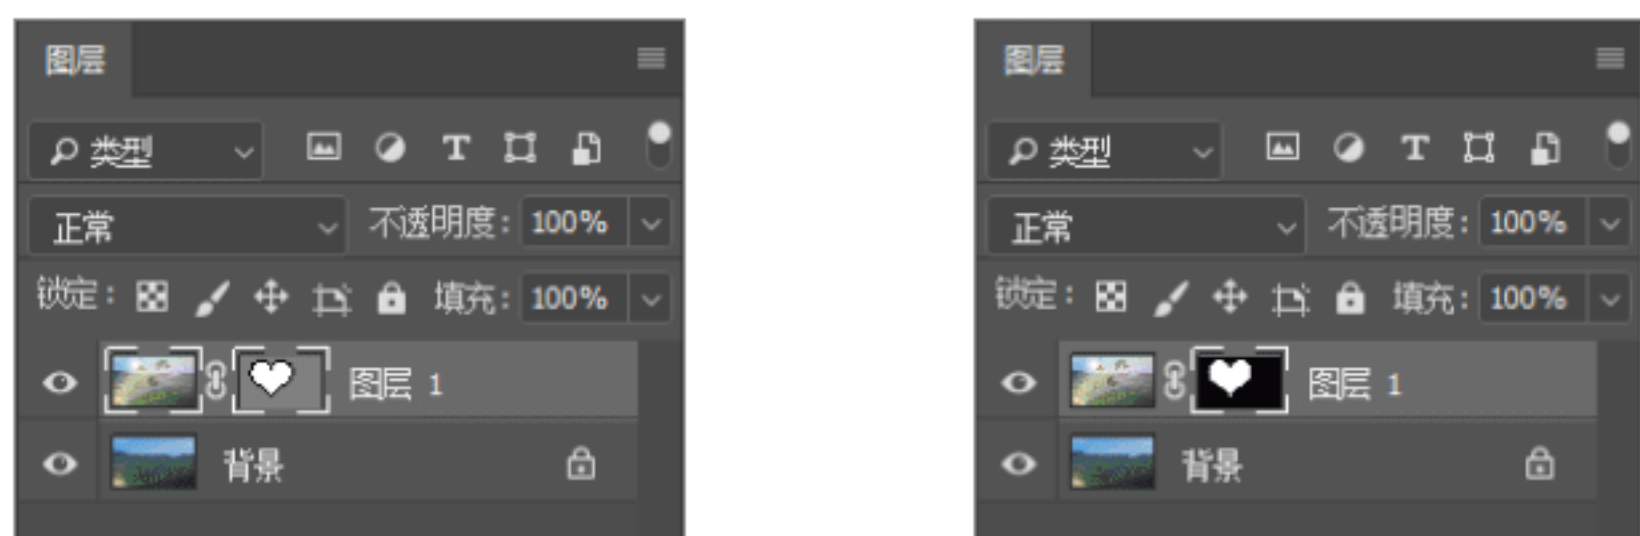 图层
类型
正常 不透明度: 100%
锁定: 填充: 100%
图层 1
背景
图层
类型
正常 不透明度: 100%
锁定: 填充: 100%
图层 1
背景